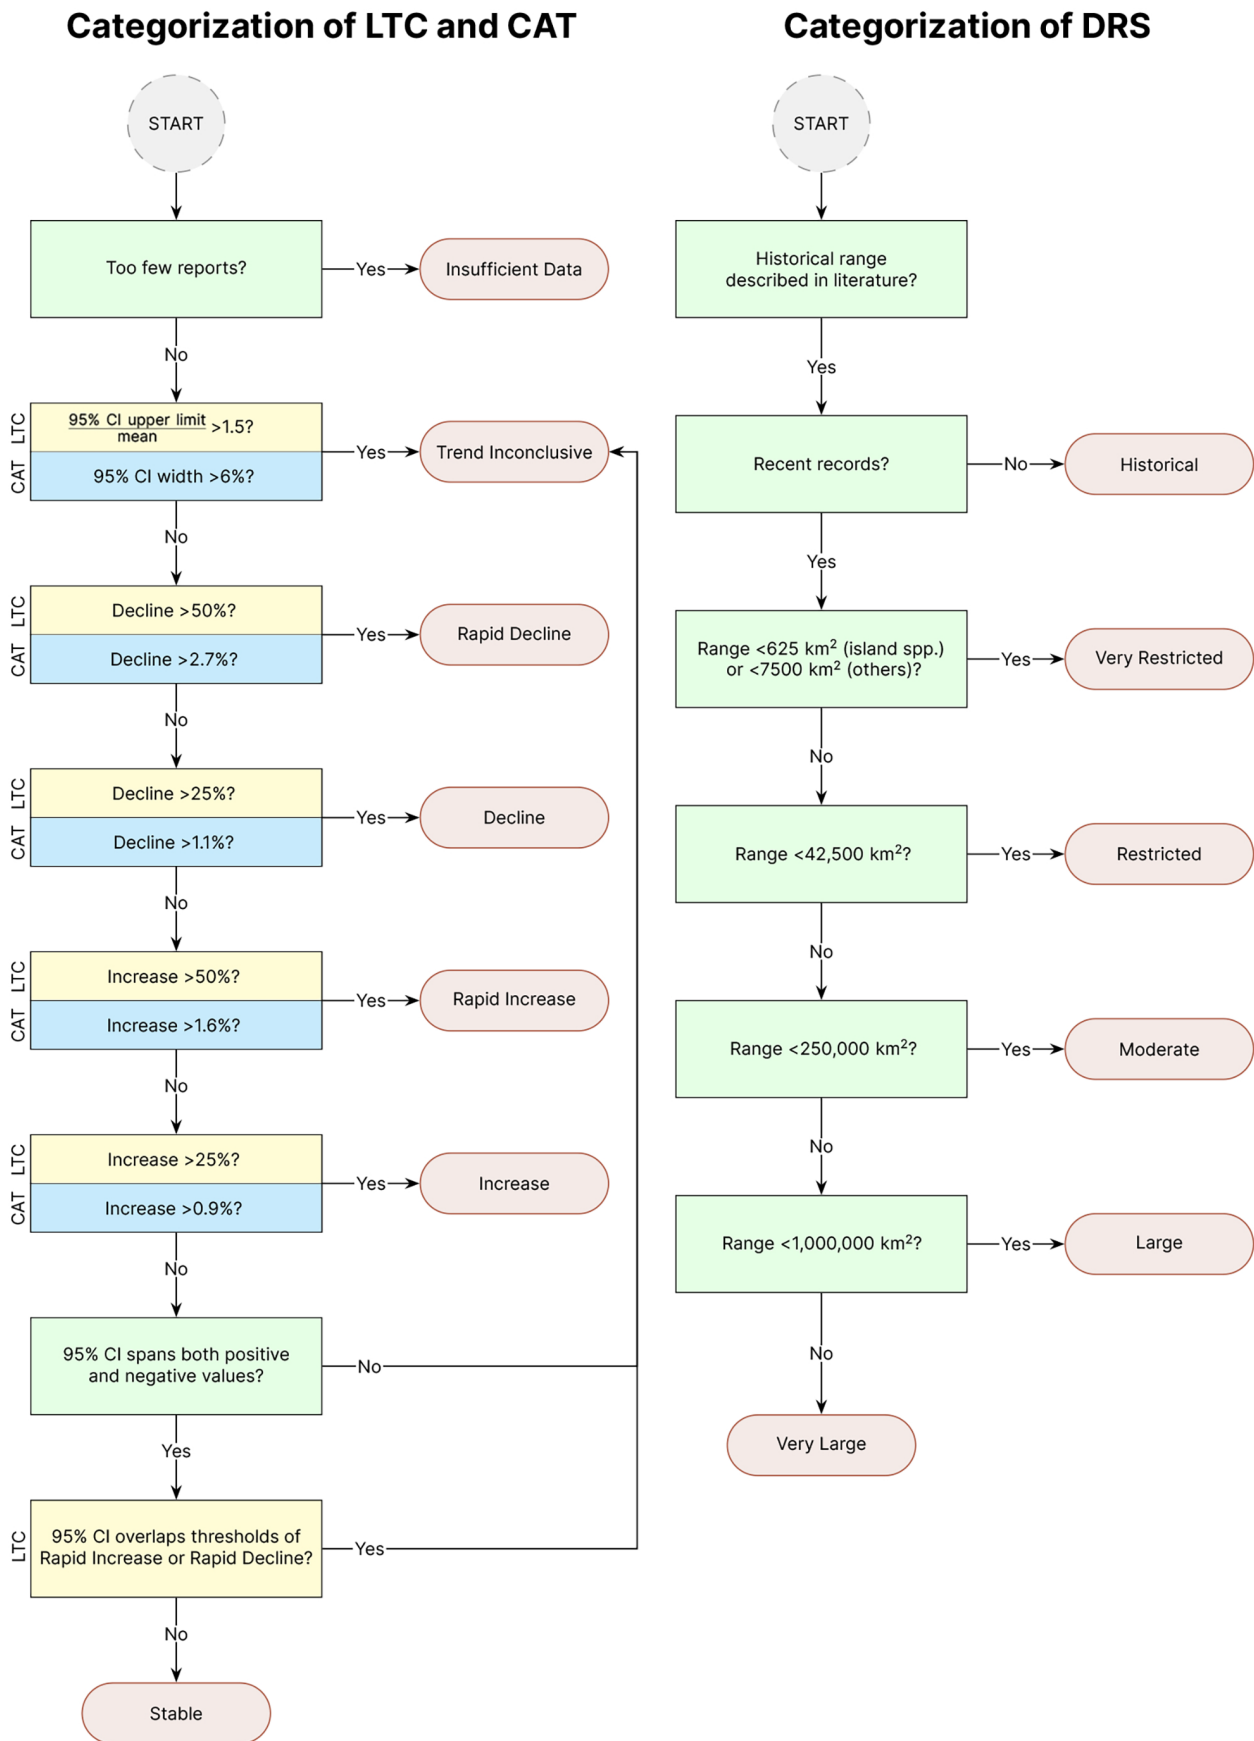 Categorization of LTC and CAT
START
Too few reports?
Yes
Insufficient Data
No
LTC
95% CI upper limit
mean
>1.5?
CAT
95% CI width >6%?
Yes
Trend Inconclusive
No
LTC
Decline >50%?
CAT
Decline >2.7%?
Yes
Rapid Decline
No
LTC
Decline >25%?
CAT
Decline >1.1%?
Yes
Decline
No
LTC
Increase >50%?
CAT
Increase >1.6%?
Yes
Rapid Increase
No
LTC
Increase >25%?
CAT
Increase >0.9%?
Yes
Increase
No
95% CI spans both positive
and negative values?
No
Yes
LTC
95% CI overlaps thresholds of
Rapid Increase or Rapid Decline?
Yes
No
Stable
Categorization of DRS
START
Historical range
described in literature?
Yes
Recent records?
No
Historical
Yes
Range <625 km² (island spp.)
or <7500 km² (others)?
Yes
Very Restricted
No
Range <42,500 km²?
Yes
Restricted
No
Range <250,000 km²?
Yes
Moderate
No
Range <1,000,000 km²?
Yes
Large
No
Very Large